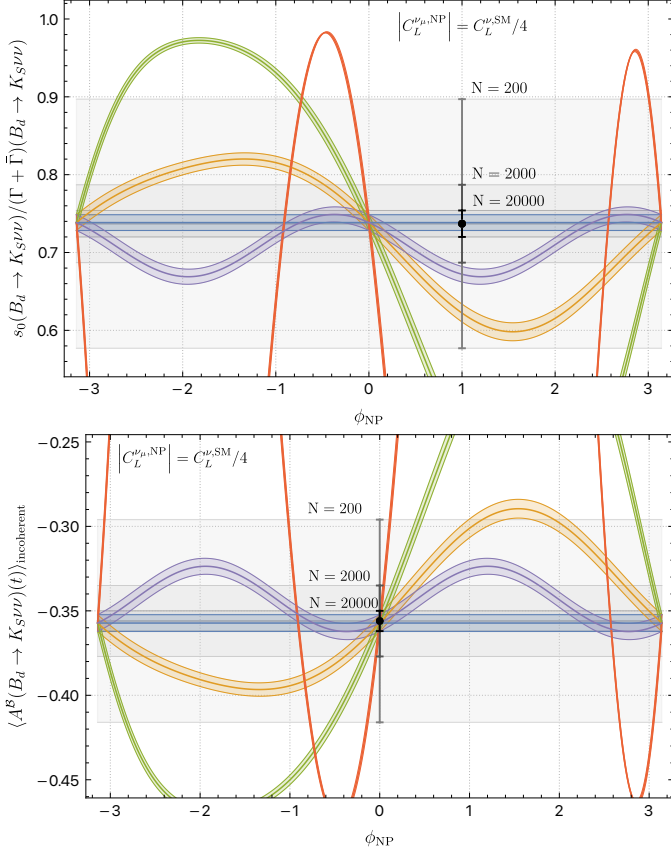 |C_L^{ν_μ,NP}| = C_L^{ν,SM}/4
s_0(B_d → K_S νν)/(Γ + Γ̄)(B_d → K_S νν)
1.0
0.9
0.8
0.7
0.6
N = 200
N = 2000
N = 20000
−3 −2 −1 0 1 2 3
ϕ_NP
|C_L^{ν_μ,NP}| = C_L^{ν,SM}/4
⟨A^ℬ(B_d → K_S νν)(t)⟩_incoherent
−0.25
−0.30
−0.35
−0.40
−0.45
N = 200
N = 2000
N = 20000
−3 −2 −1 0 1 2 3
ϕ_NP